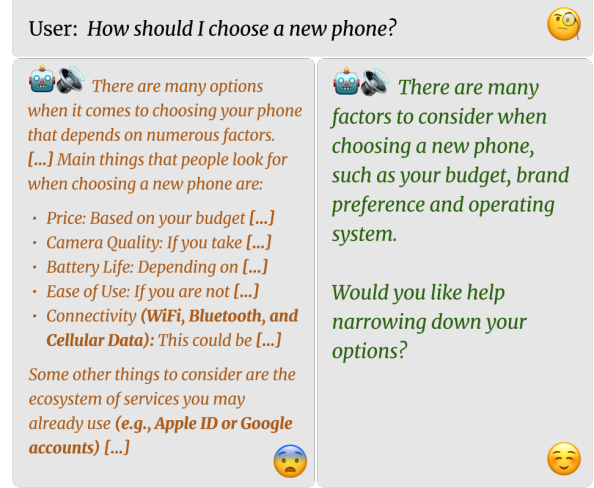 User: How should I choose a new phone?
There are many options
when it comes to choosing your phone
that depends on numerous factors.
[...] Main things that people look for
when choosing a new phone are:
• Price: Based on your budget [...]
• Camera Quality: If you take [...]
• Battery Life: Depending on [...]
• Ease of Use: If you are not [...]
• Connectivity (WiFi, Bluetooth, and
Cellular Data): This could be [...]
Some other things to consider are the
ecosystem of services you may
already use (e.g., Apple ID or Google
accounts) [...]
There are many
factors to consider when
choosing a new phone,
such as your budget, brand
preference and operating
system.
Would you like help
narrowing down your
options?